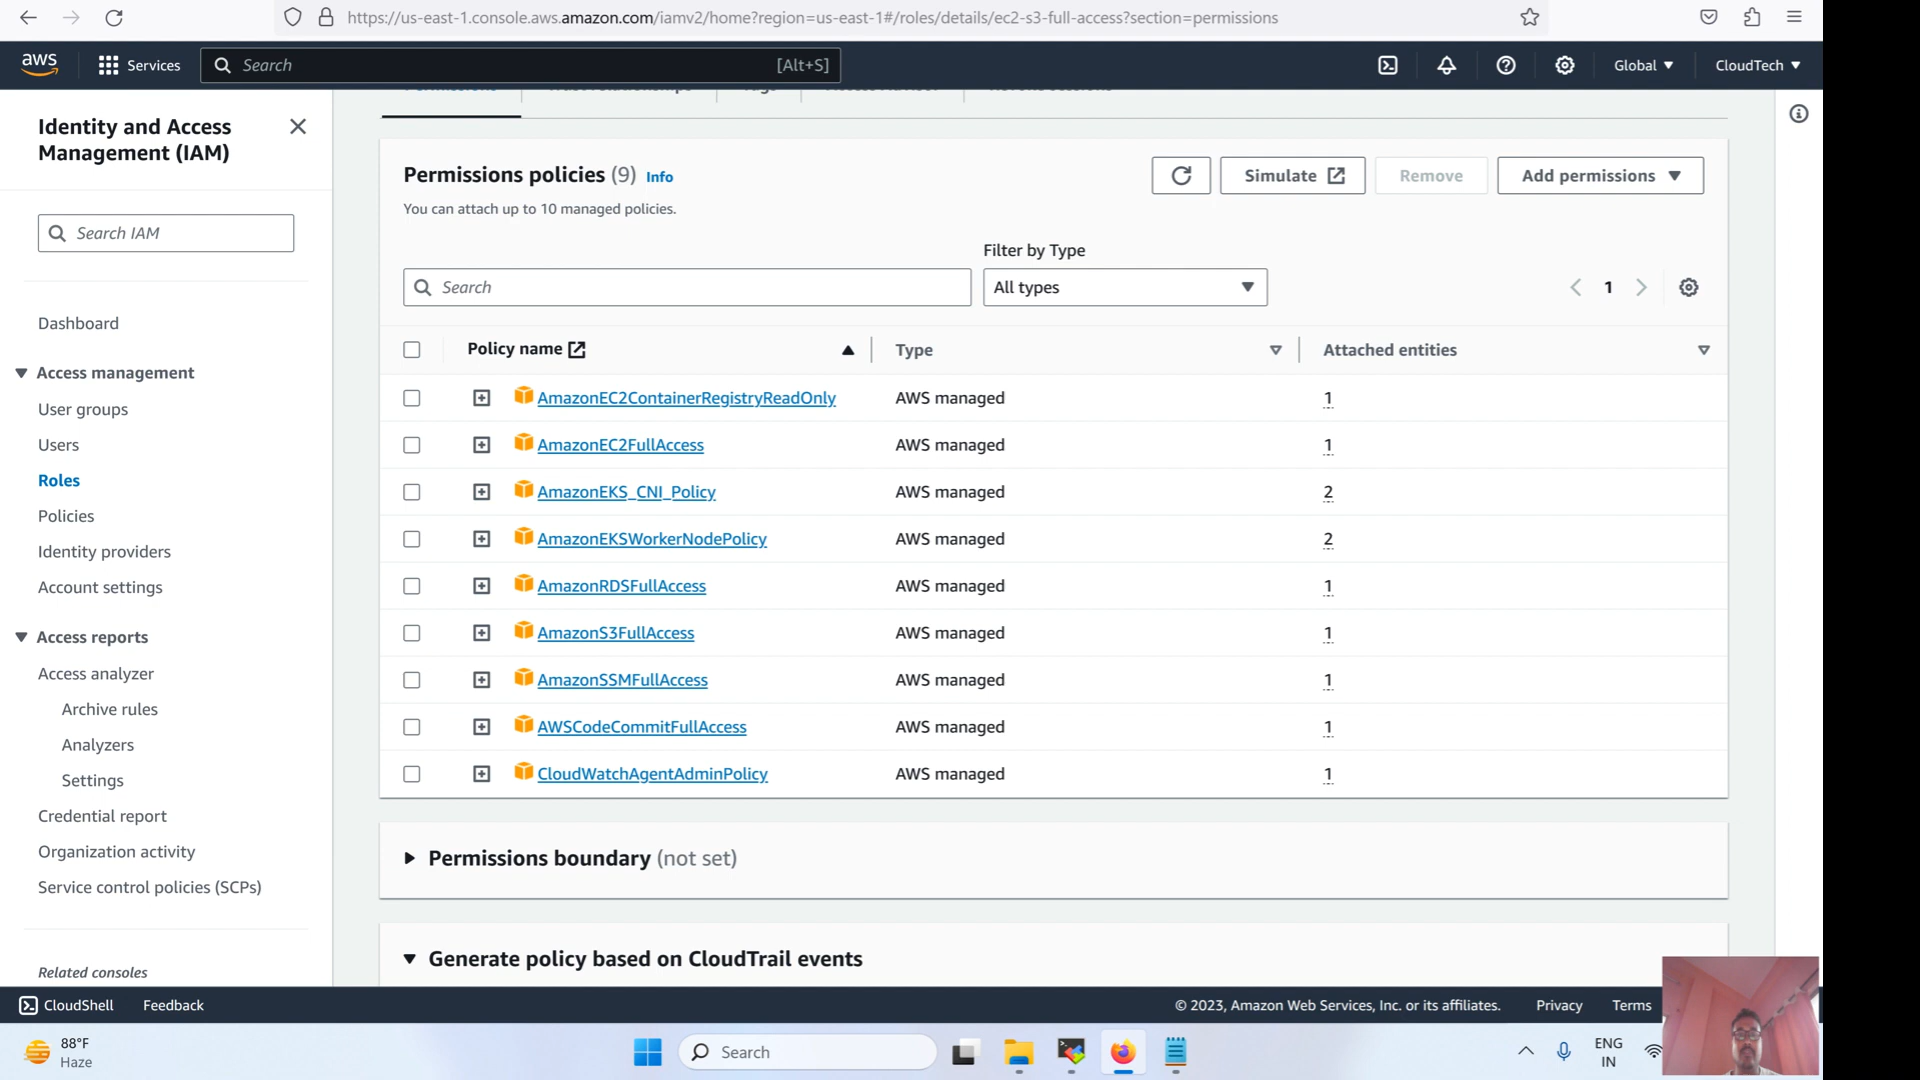 https://us-east-1.console.aws.amazon.com/iamv2/home?region=us-east-1#/roles/details/ec2-s3-full-access?section=permissions
aws
Services
Search
[Alt+S]
Global
CloudTech
Identity and Access
Management (IAM)
Search IAM
Dashboard
Access management
User groups
Users
Roles
Policies
Identity providers
Account settings
Access reports
Access analyzer
Archive rules
Analyzers
Settings
Credential report
Organization activity
Service control policies (SCPs)
Related consoles
Permissions policies (9) Info
You can attach up to 10 managed policies.
Simulate
Remove
Add permissions
Filter by Type
Search
All types
1
Policy name Type Attached entities
AmazonEC2ContainerRegistryReadOnly AWS managed 1
AmazonEC2FullAccess AWS managed 1
AmazonEKS_CNI_Policy AWS managed 2
AmazonEKSWorkerNodePolicy AWS managed 2
AmazonRDSFullAccess AWS managed 1
AmazonS3FullAccess AWS managed 1
AmazonSSMFullAccess AWS managed 1
AWSCodeCommitFullAccess AWS managed 1
CloudWatchAgentAdminPolicy AWS managed 1
Permissions boundary (not set)
Generate policy based on CloudTrail events
CloudShell
Feedback
© 2023, Amazon Web Services, Inc. or its affiliates.
Privacy
Terms
88°F
Haze
Search
ENG
IN